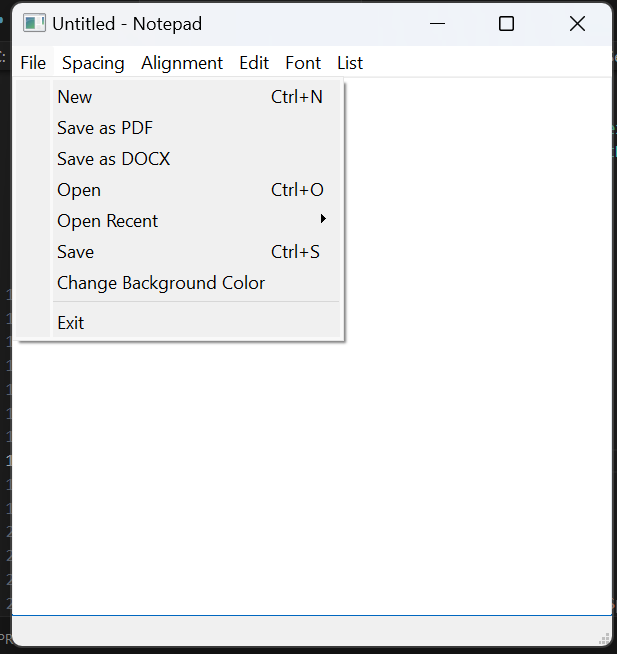 Untitled - Notepad
File Spacing Alignment Edit Font List
New Ctrl+N
Save as PDF
Save as DOCX
Open Ctrl+O
Open Recent
Save Ctrl+S
Change Background Color
Exit